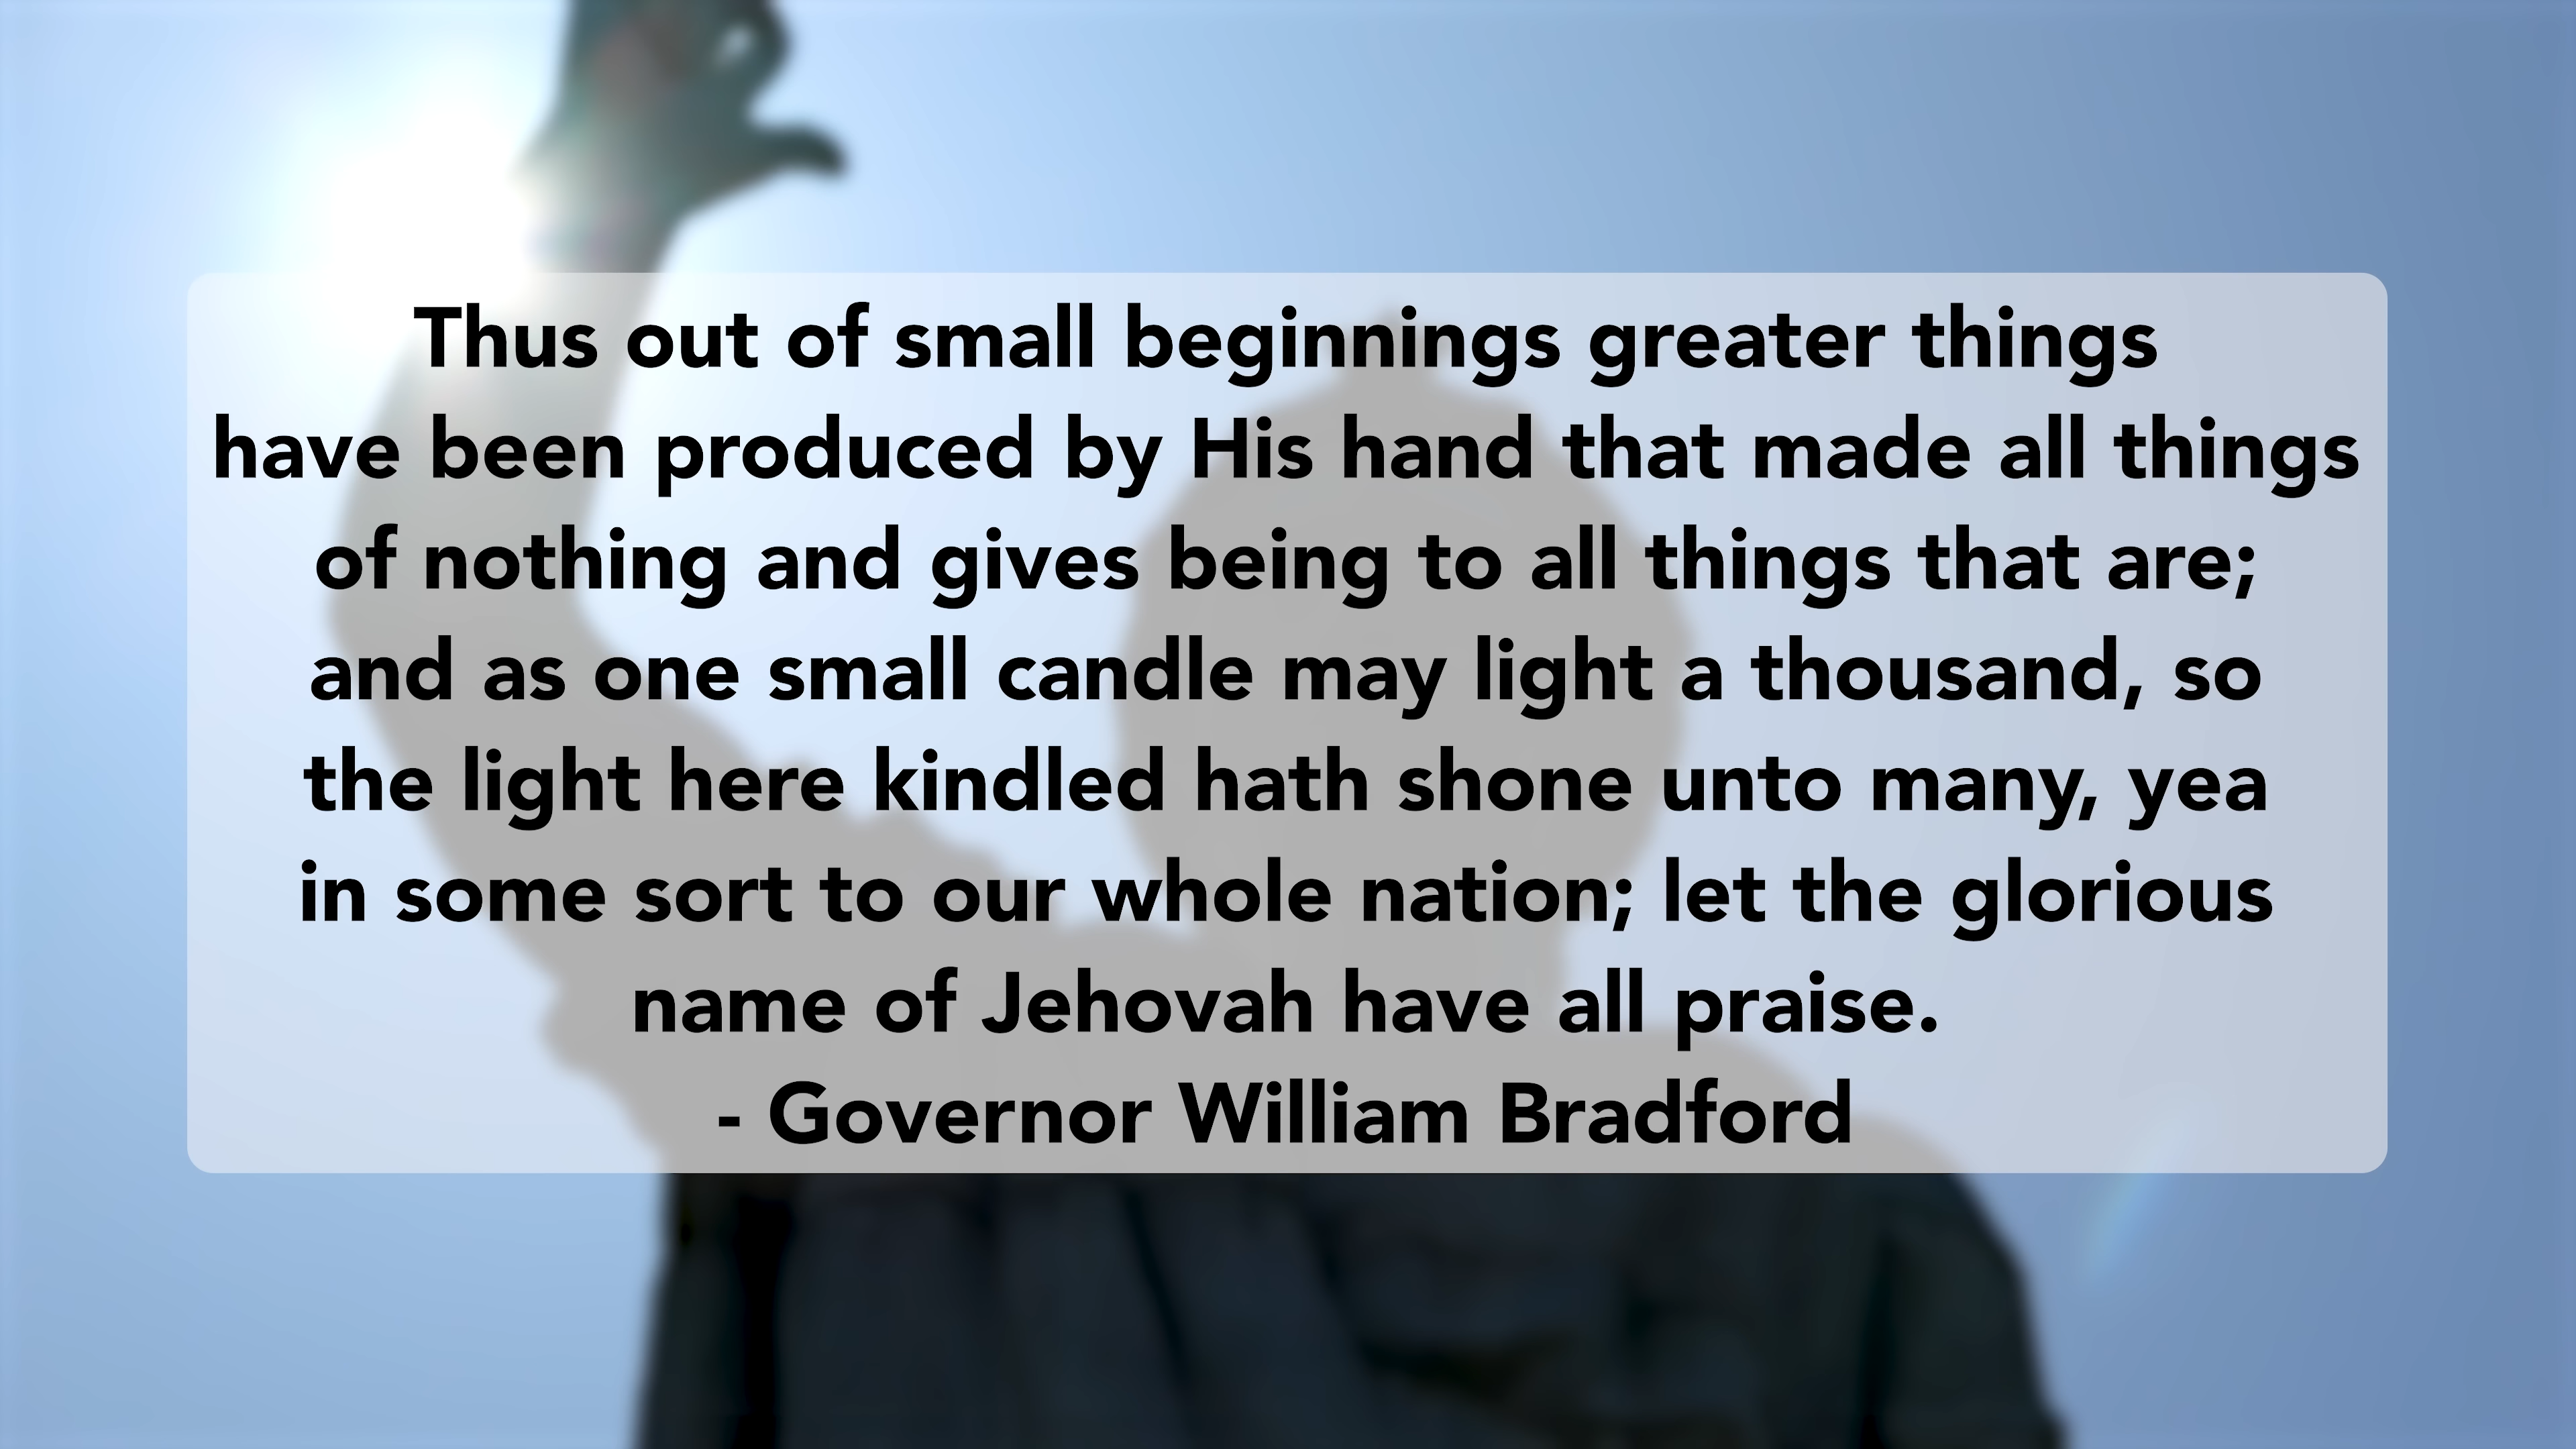 Thus out of small beginnings greater things
have been produced by His hand that made all things
of nothing and gives being to all things that are;
and as one small candle may light a thousand, so
the light here kindled hath shone unto many, yea
in some sort to our whole nation; let the glorious
name of Jehovah have all praise.
- Governor William Bradford